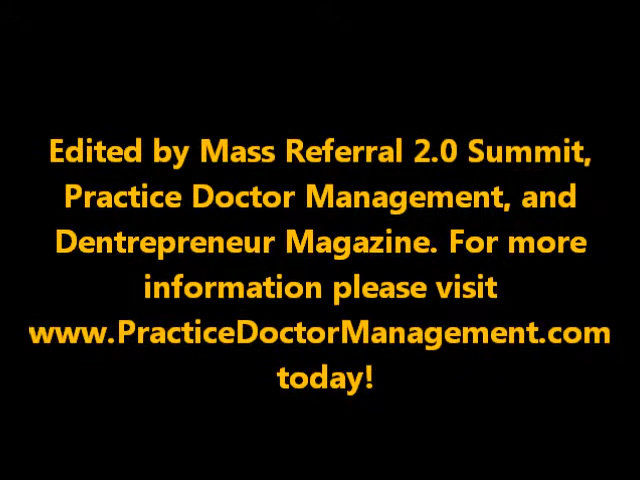 Edited by Mass Referral 2.0 Summit,
Practice Doctor Management, and
Dentrepreneur Magazine. For more
information please visit
www.PracticeDoctorManagement.com
today!